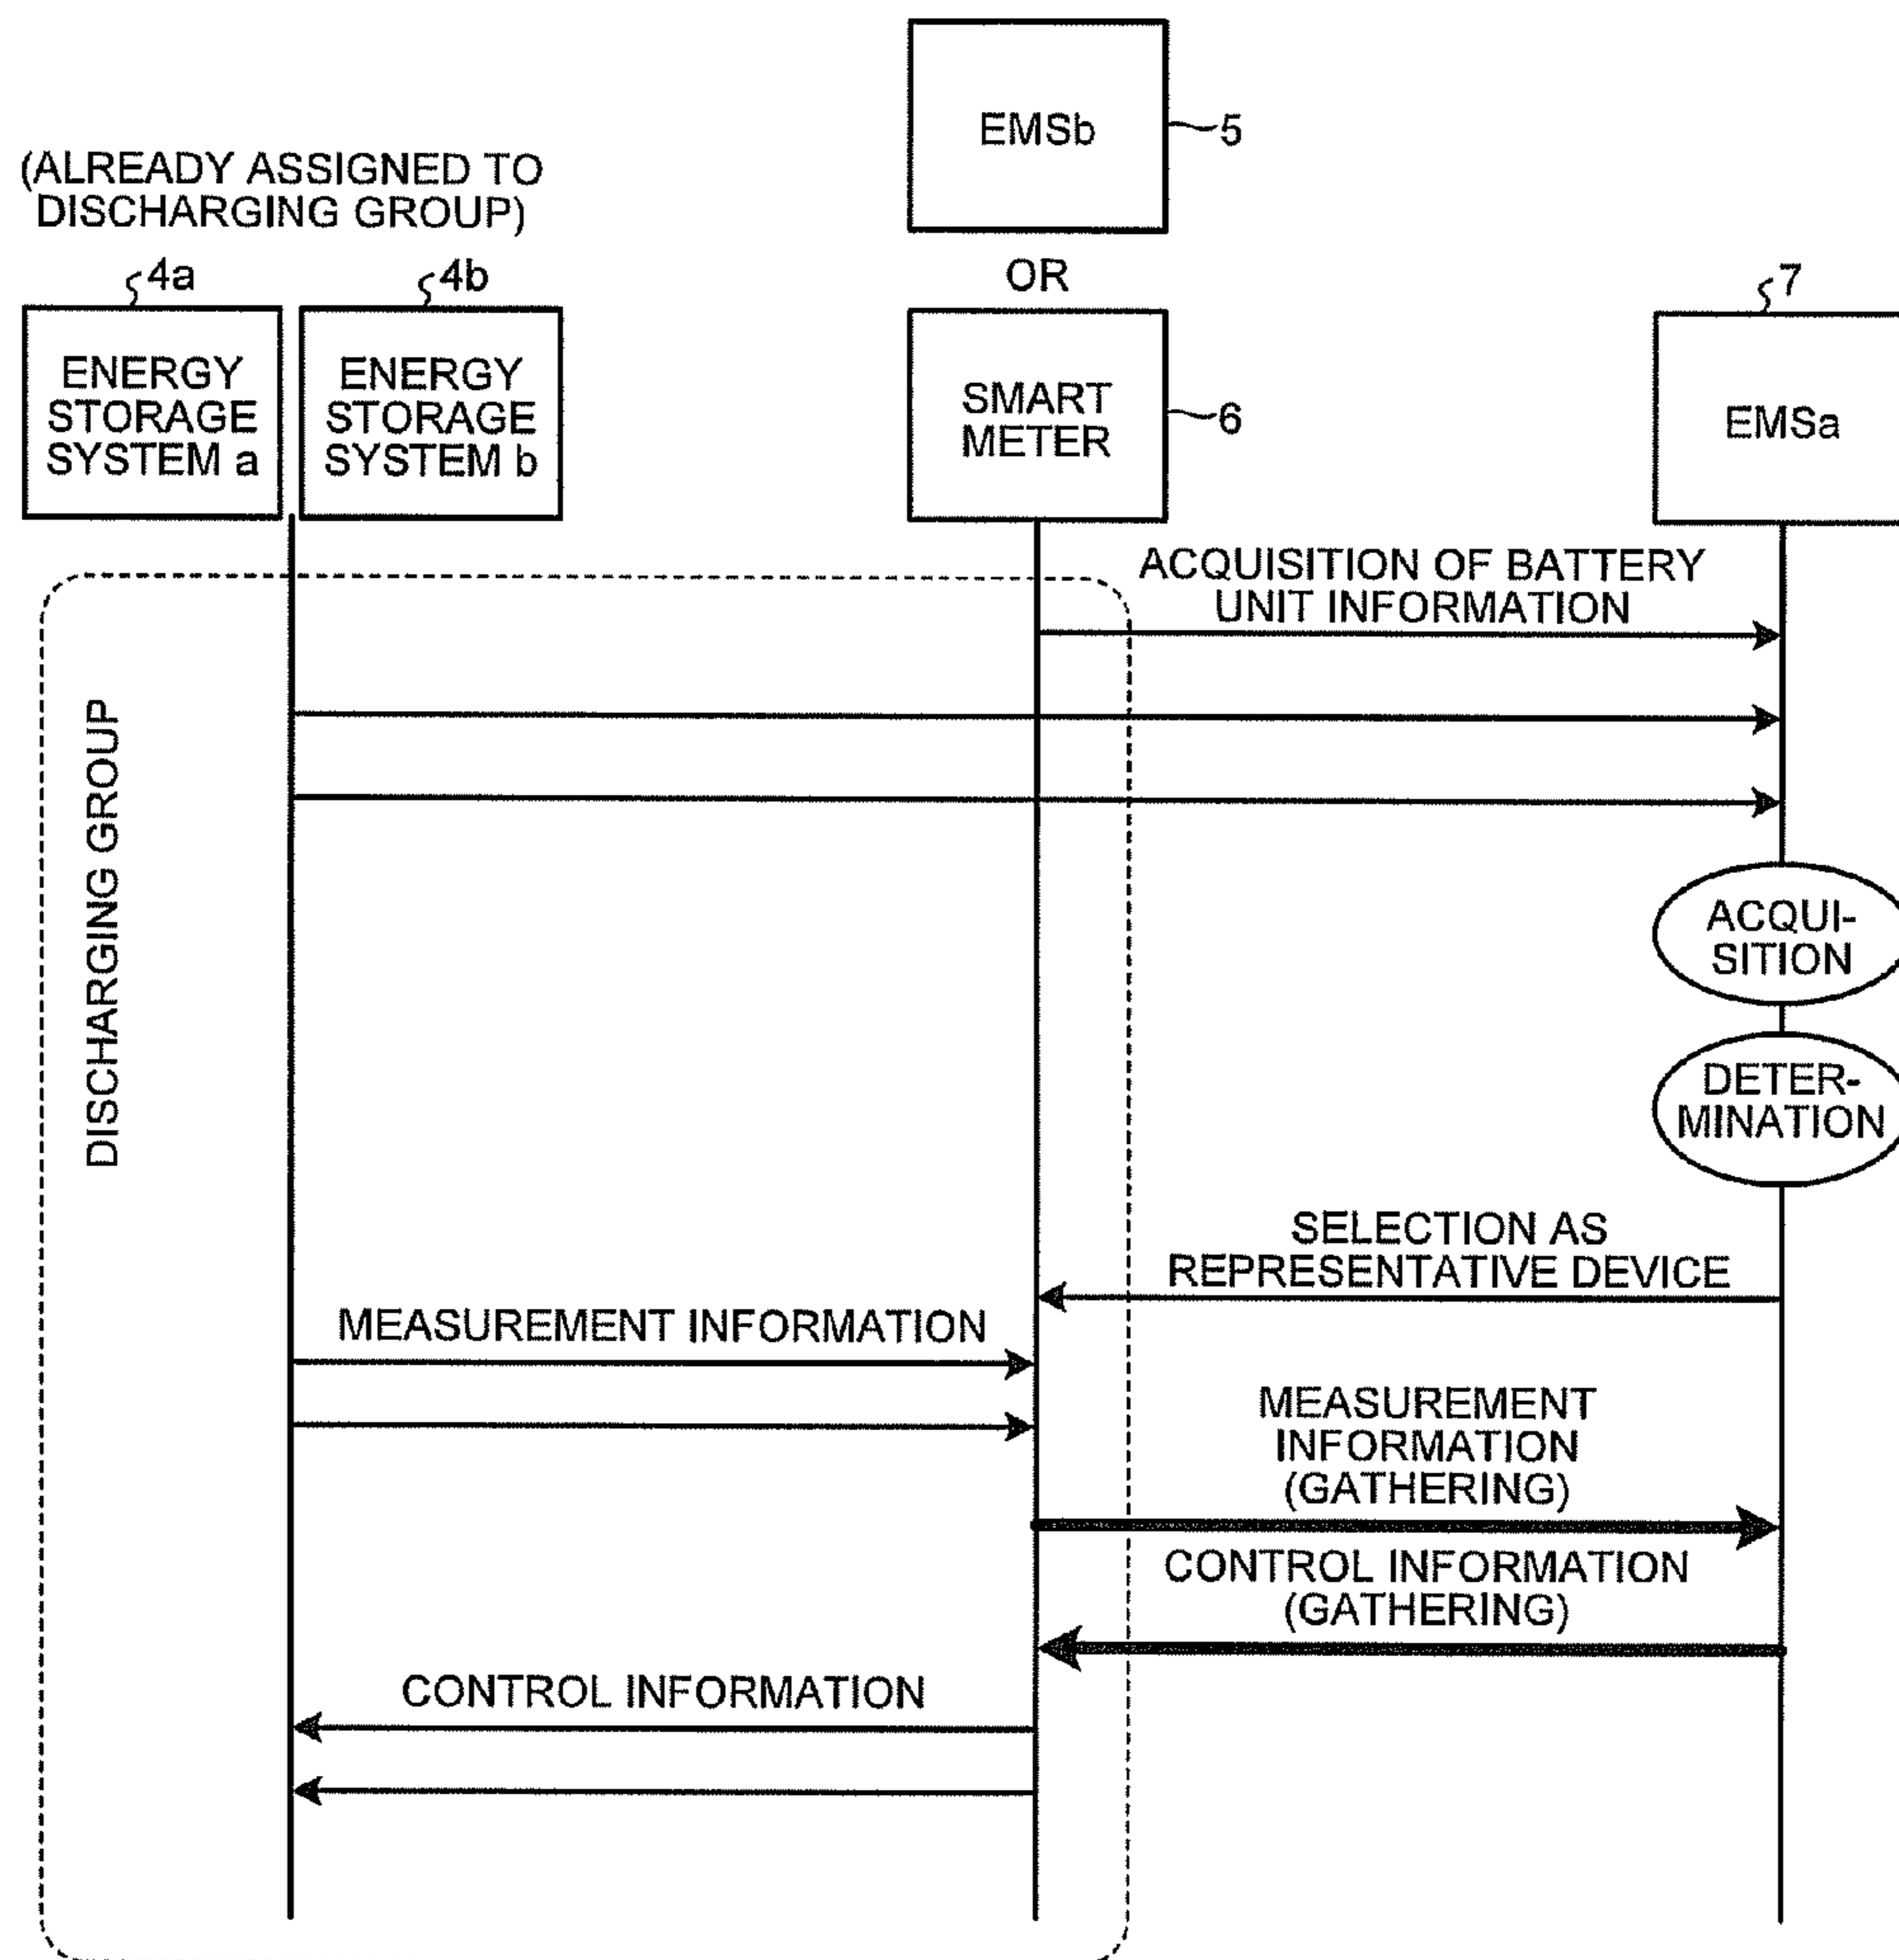 EMSb
5
(ALREADY ASSIGNED TO
DISCHARGING GROUP)
OR
4a
4b
7
ENERGY
STORAGE
SYSTEM a
ENERGY
STORAGE
SYSTEM b
SMART
METER
6
EMSa
ACQUISITION OF BATTERY
UNIT INFORMATION
DISCHARGING GROUP
ACQUI-
SITION
DETER-
MINATION
SELECTION AS
REPRESENTATIVE DEVICE
MEASUREMENT INFORMATION
MEASUREMENT
INFORMATION
(GATHERING)
CONTROL INFORMATION
(GATHERING)
CONTROL INFORMATION